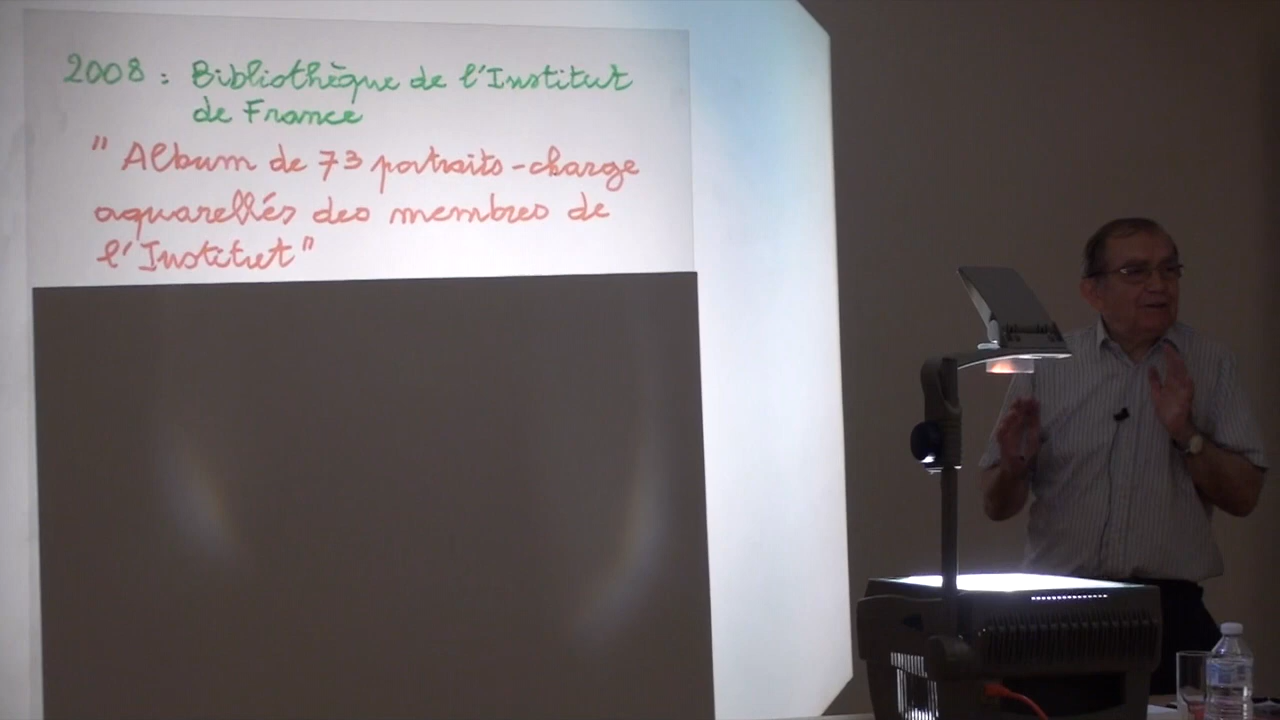 2008 : Bibliothèque de l'Institut
de France
" Album de 73 portraits-charge
aquarellés des membres de
l'Institut "